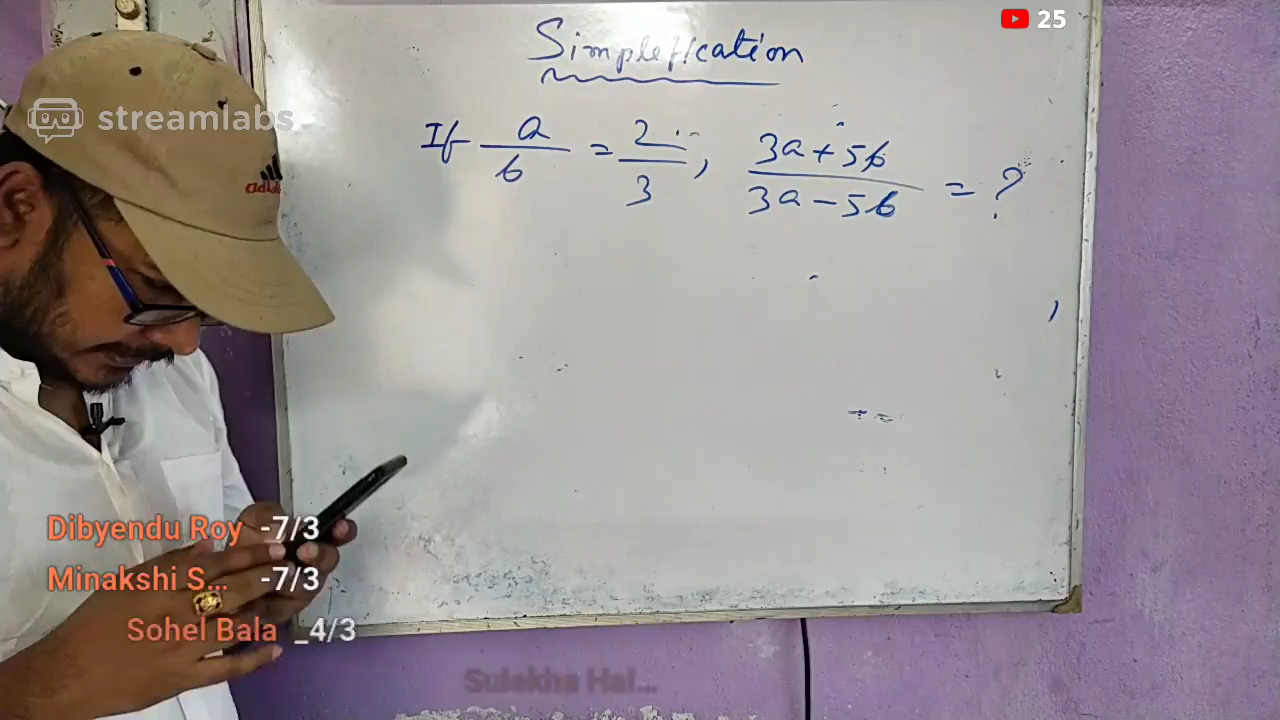 25
Simplification
streamlabs
If a/b = 2/3, 3a+5b/3a-5b = ?
adidas
Dibyendu Roy -7/3
Minakshi S... -7/3
Sohel Bala _4/3
Sulekha Hal...